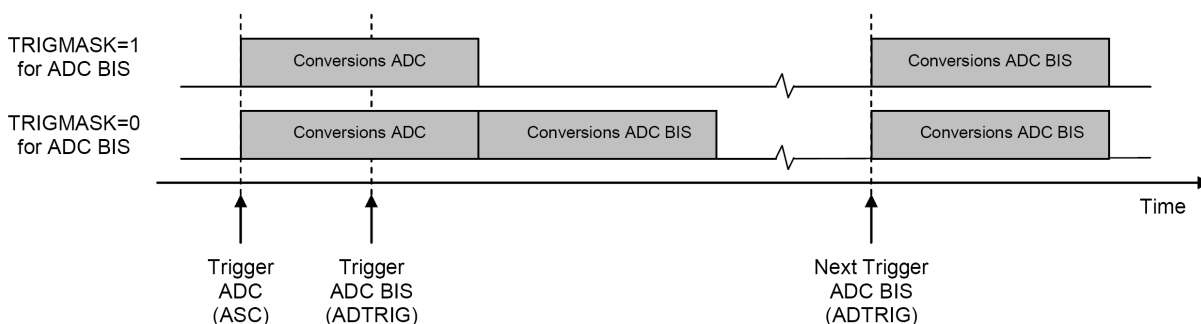 TRIGMASK=1
for ADC BIS
Conversions ADC
Conversions ADC BIS
TRIGMASK=0
for ADC BIS
Conversions ADC
Conversions ADC BIS
Conversions ADC BIS
Time
Trigger
ADC
(ASC)
Trigger
ADC BIS
(ADTRIG)
Next Trigger
ADC BIS
(ADTRIG)